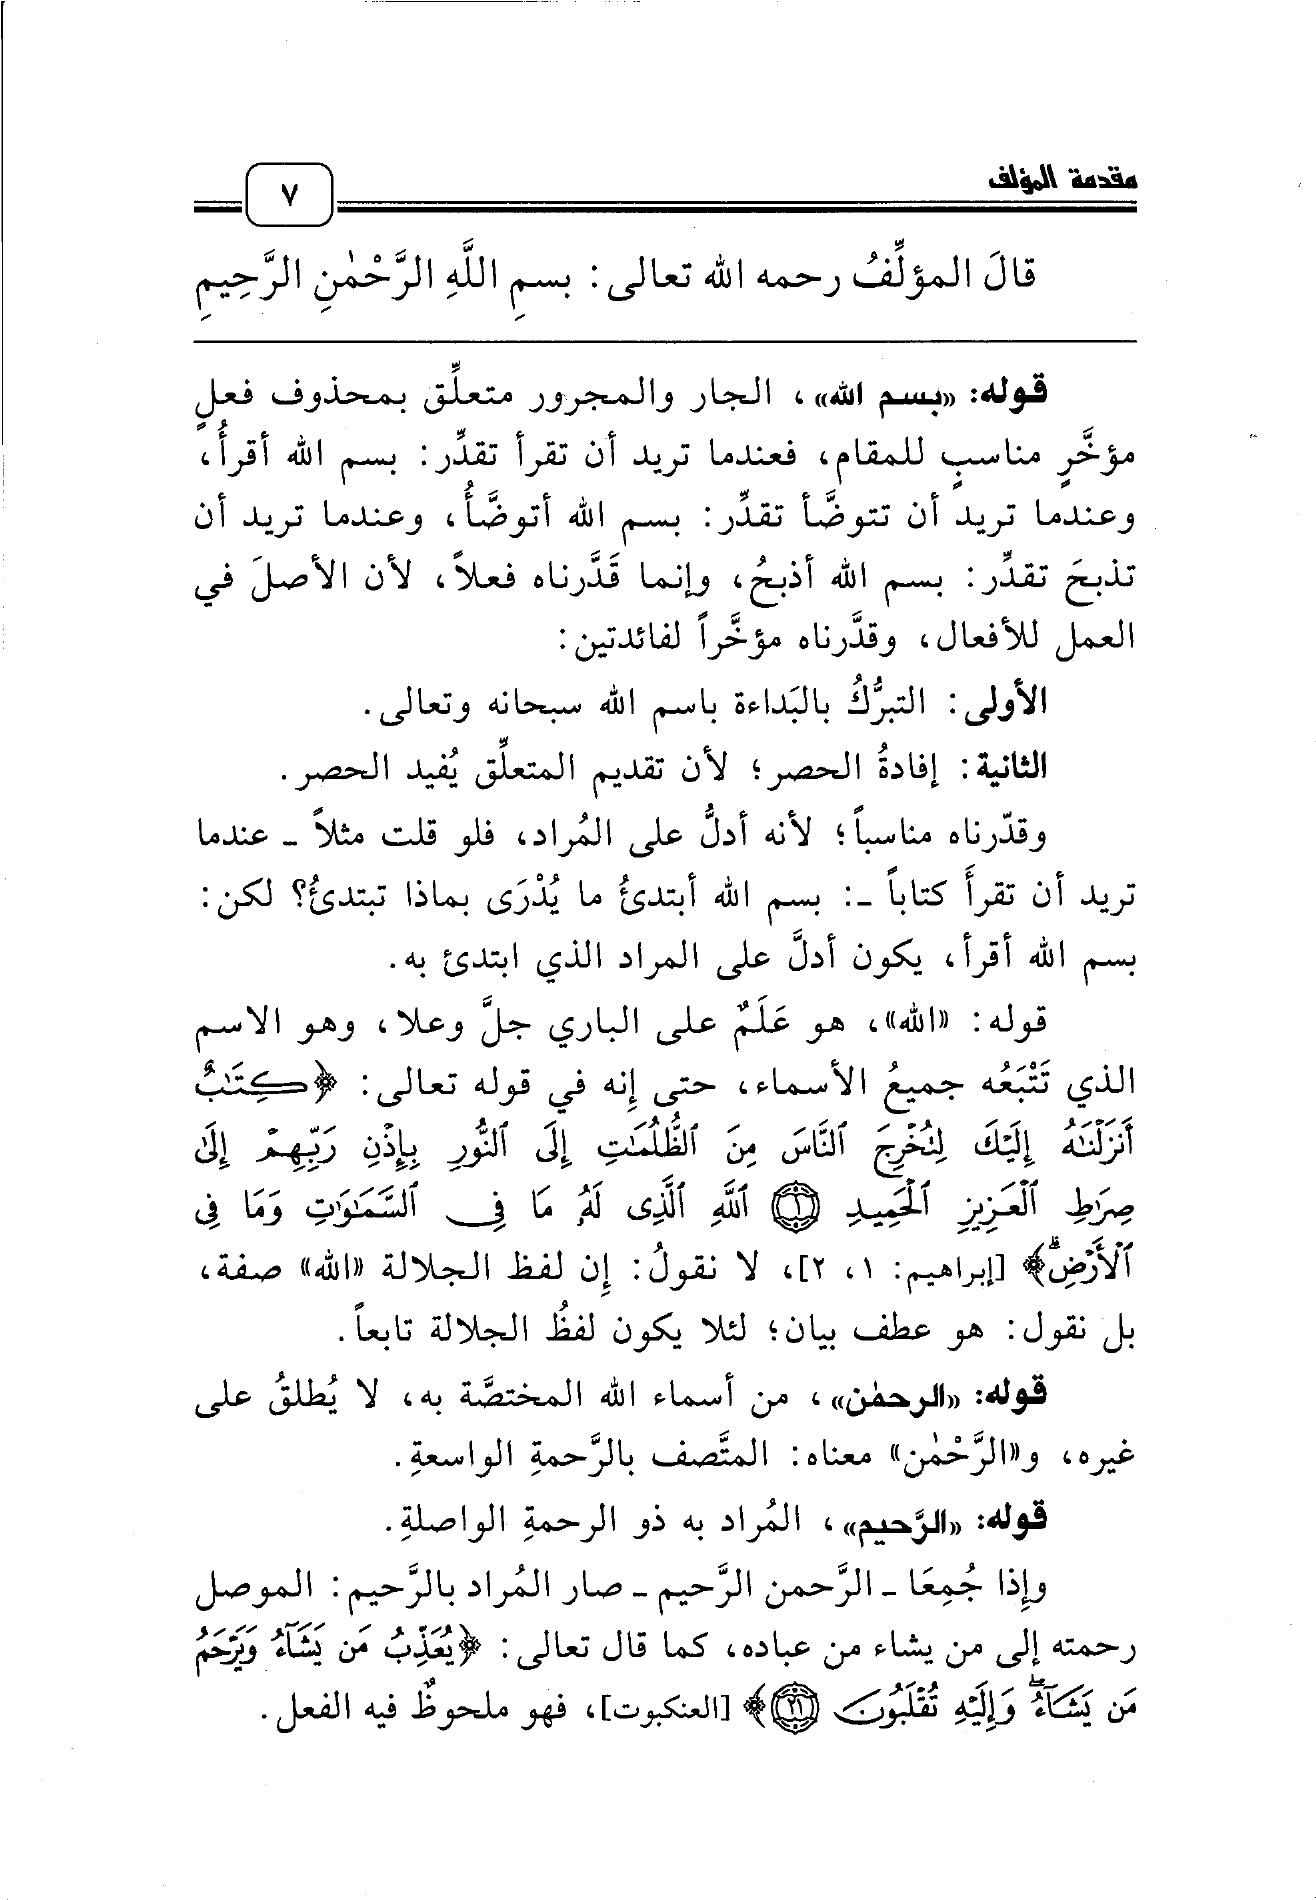 مقدمة المؤلف
٧
قالَ المؤلِّفُ رحمه الله تعالى: بسمِ اللَّهِ الرَّحْمٰنِ الرَّحِيمِ
قوله: «بسم الله»، الجار والمجرور متعلِّق بمحذوف فعلٍ
مؤخَّرٍ مناسبٍ للمقام، فعندما تريد أن تقرأ تقدِّر: بسم الله أقرأُ،
وعندما تريد أن تتوضَّأ تقدِّر: بسم الله أتوضَّأُ، وعندما تريد أن
تذبحَ تقدِّر: بسم الله أذبحُ، وإنما قَدَّرناه فعلاً، لأن الأصلَ في
العمل للأفعال، وقدَّرناه مؤخَّراً لفائدتين:
الأولى: التبرُّكُ بالبَداءة باسم الله سبحانه وتعالى.
الثانية: إفادةُ الحصر؛ لأن تقديم المتعلِّق يُفيد الحصر.
وقدّرناه مناسباً؛ لأنه أدلُّ على المُراد، فلو قلت مثلاً ـ عندما
تريد أن تقرأَ كتاباً ـ: بسم الله أبتدئُ ما يُدْرَى بماذا تبتدئُ؟ لكن:
بسم الله أقرأ، يكون أدلَّ على المراد الذي ابتدئ به.
قوله: «الله»، هو عَلَمٌ على الباري جلَّ وعلا، وهو الاسم
الذي تَتْبَعُه جميعُ الأسماء، حتى إنه في قوله تعالى: ﴿كِتَٰبٌ
أَنزَلْنَٰهُ إِلَيْكَ لِتُخْرِجَ ٱلنَّاسَ مِنَ ٱلظُّلُمَٰتِ إِلَى ٱلنُّورِ بِإِذْنِ رَبِّهِمْ إِلَىٰ
صِرَٰطِ ٱلْعَزِيزِ ٱلْحَمِيدِ ۝١ ٱللَّهِ ٱلَّذِى لَهُۥ مَا فِى ٱلسَّمَٰوَٰتِ وَمَا فِى
ٱلْأَرْضِۗ﴾ [إبراهيم: ١، ٢]، لا نقولُ: إن لفظ الجلالة «الله» صفة،
بل نقول: هو عطف بيان؛ لئلا يكون لفظُ الجلالة تابعاً.
قوله: «الرحمٰن»، من أسماء الله المختصَّة به، لا يُطلقُ على
غيره، و«الرَّحْمٰن» معناه: المتَّصف بالرَّحمةِ الواسعةِ.
قوله: «الرَّحيم»، المُراد به ذو الرحمةِ الواصلةِ.
وإذا جُمِعَا ـ الرَّحمن الرَّحيم ـ صار المُراد بالرَّحيم: الموصل
رحمته إلى من يشاء من عباده، كما قال تعالى: ﴿يُعَذِّبُ مَن يَشَآءُ وَيَرْحَمُ
مَن يَشَآءُۖ وَإِلَيْهِ تُقْلَبُونَ ۝٢١﴾ [العنكبوت]، فهو ملحوظٌ فيه الفعل.